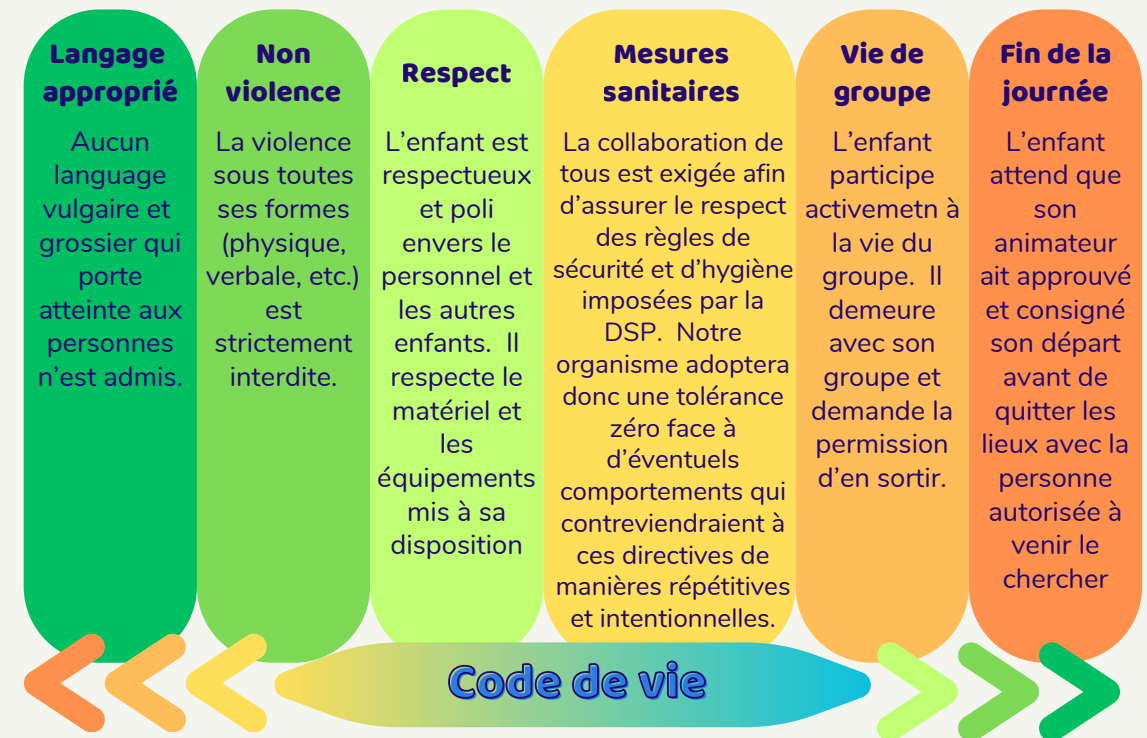 Langage
approprié
Aucun
language
vulgaire et
grossier qui
porte
atteinte aux
personnes
n'est admis.
Non
violence
La violence
sous toutes
ses formes
(physique,
verbale, etc.)
est
strictement
interdite.
Respect
L'enfant est
respectueux
et poli
envers le
personnel et
les autres
enfants.  Il
respecte le
matériel et
les
équipements
mis à sa
disposition
Mesures
sanitaires
La collaboration de
tous est exigée afin
d'assurer le respect
des règles de
sécurité et d'hygiène
imposées par la
DSP.  Notre
organisme adoptera
donc une tolérance
zéro face à
d'éventuels
comportements qui
contreviendraient à
ces directives de
manières répétitives
et intentionnelles.
Vie de
groupe
L'enfant
participe
activemetn à
la vie du
groupe.  Il
demeure
avec son
groupe et
demande la
permission
d'en sortir.
Fin de la
journée
L'enfant
attend que
son
animateur
ait approuvé
et consigné
son départ
avant de
quitter les
lieux avec la
personne
autorisée à
venir le
chercher
Code de vie